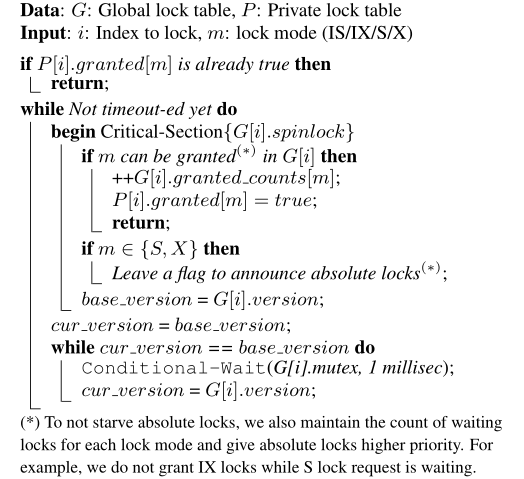 Data: G: Global lock table, P: Private lock table
Input: i: Index to lock, m: lock mode (IS/IX/S/X)
if P[i].granted[m] is already true then
return;
while Not timeout-ed yet do
begin Critical-Section{G[i].spinlock}
if m can be granted(*) in G[i] then
++G[i].granted_counts[m];
P[i].granted[m] = true;
return;
if m ∈ {S, X} then
Leave a flag to announce absolute locks(*);
base_version = G[i].version;
cur_version = base_version;
while cur_version == base_version do
Conditional-Wait(G[i].mutex, 1 millisec);
cur_version = G[i].version;
(*) To not starve absolute locks, we also maintain the count of waiting
locks for each lock mode and give absolute locks higher priority. For
example, we do not grant IX locks while S lock request is waiting.